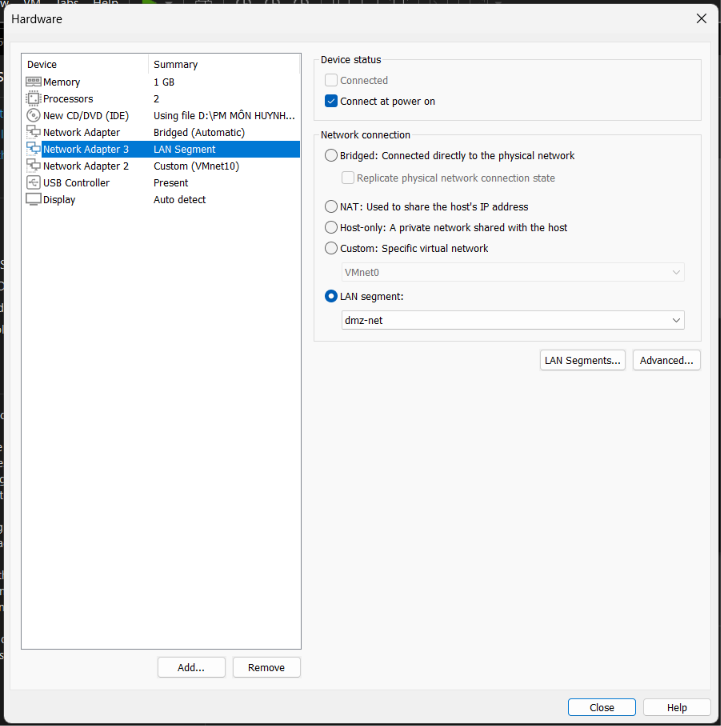 Hardware
Device Summary
Memory 1 GB
Processors 2
New CD/DVD (IDE) Using file D:\PM MÔN HUYNH...
Network Adapter Bridged (Automatic)
Network Adapter 3 LAN Segment
Network Adapter 2 Custom (VMnet10)
USB Controller Present
Display Auto detect
Add...
Remove
Device status
Connected
Connect at power on
Network connection
Bridged: Connected directly to the physical network
Replicate physical network connection state
NAT: Used to share the host's IP address
Host-only: A private network shared with the host
Custom: Specific virtual network
VMnet0
LAN segment:
dmz-net
LAN Segments...
Advanced...
Close
Help